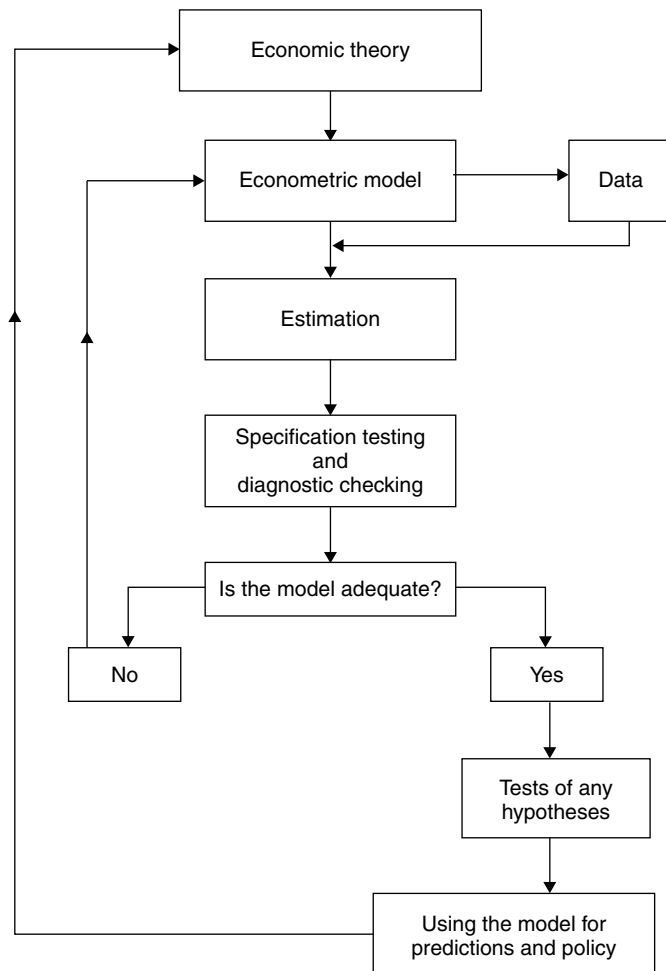 Economic theory
Econometric model
Data
Estimation
Specification testing
and
diagnostic checking
Is the model adequate?
No
Yes
Tests of any
hypotheses
Using the model for
predictions and policy